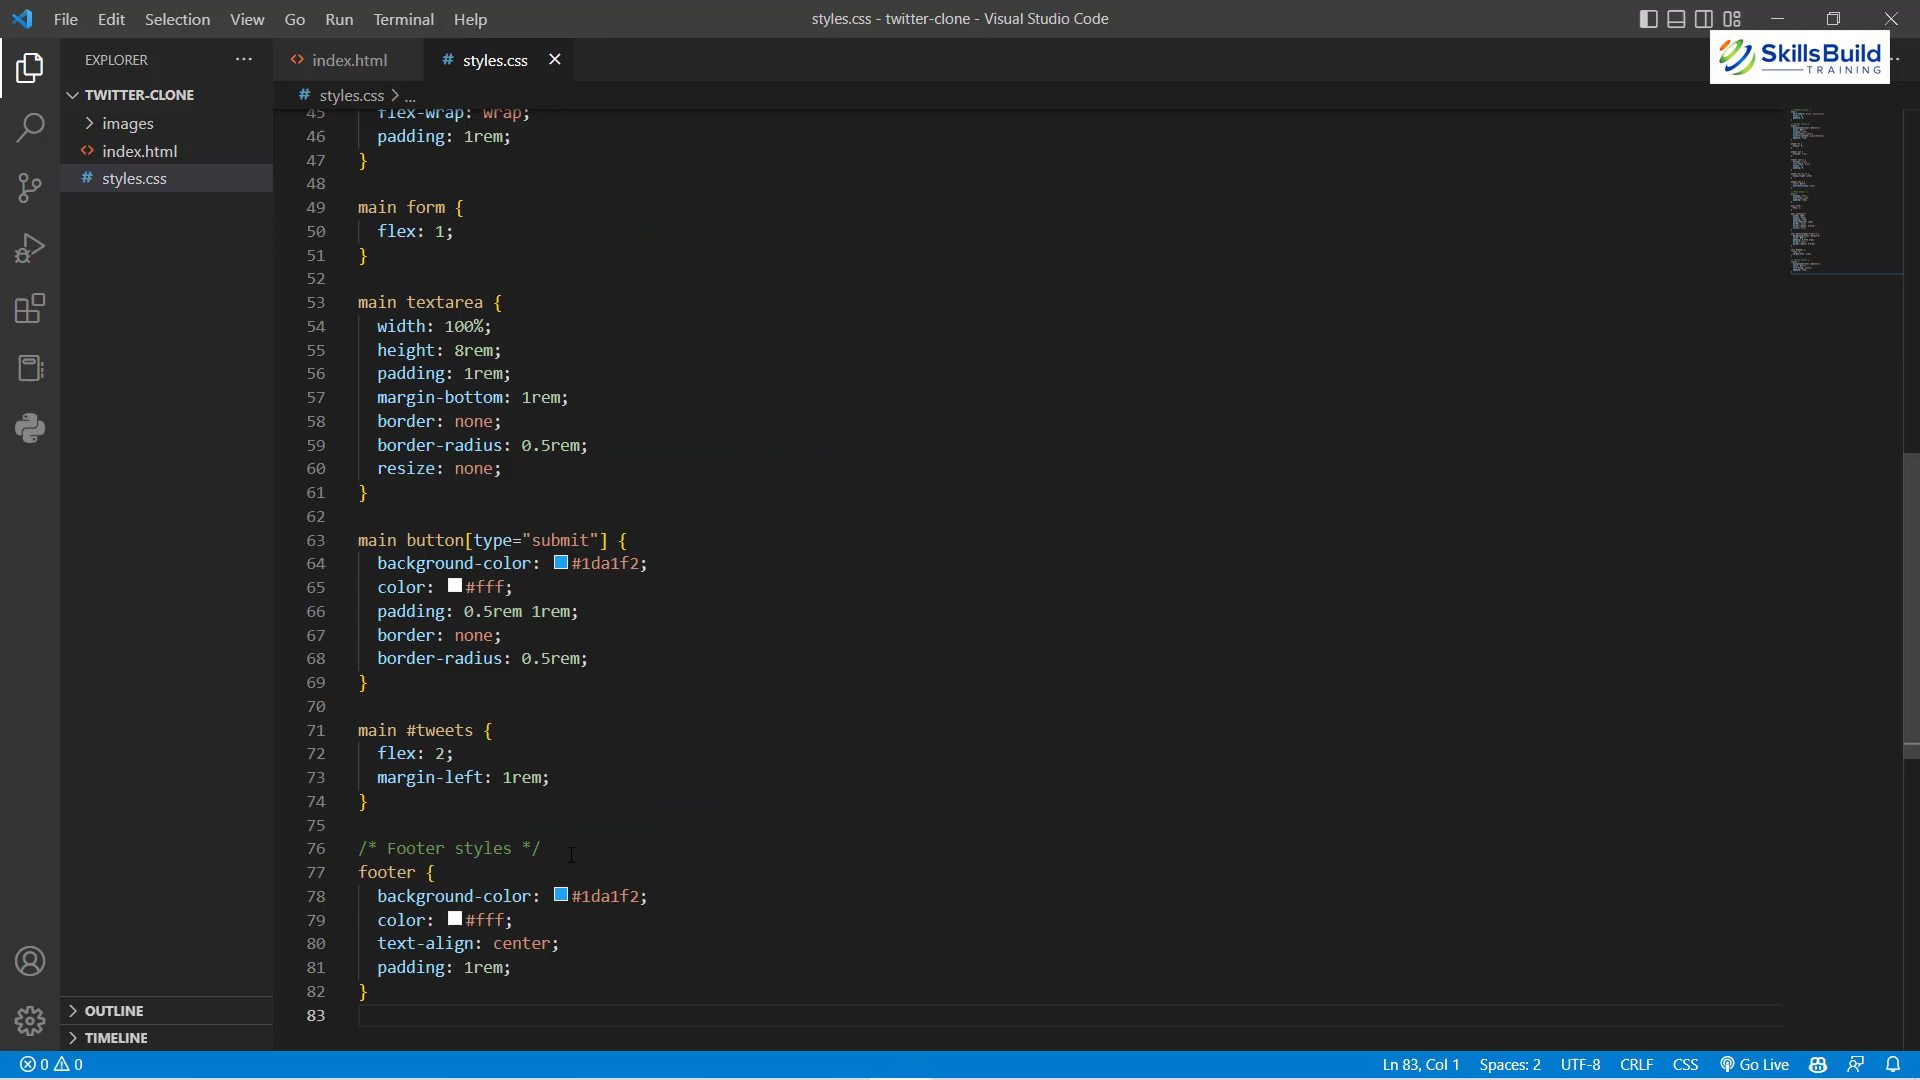 File Edit Selection View Go Run Terminal Help
styles.css - twitter-clone - Visual Studio Code
SkillsBuild
TRAINING
EXPLORER
TWITTER-CLONE
images
index.html
styles.css
OUTLINE
TIMELINE
index.html
styles.css
styles.css > ...
45 flex-wrap: wrap;
46 padding: 1rem;
47 }
48
49 main form {
50 flex: 1;
51 }
52
53 main textarea {
54 width: 100%;
55 height: 8rem;
56 padding: 1rem;
57 margin-bottom: 1rem;
58 border: none;
59 border-radius: 0.5rem;
60 resize: none;
61 }
62
63 main button[type="submit"] {
64 background-color: #1da1f2;
65 color: #fff;
66 padding: 0.5rem 1rem;
67 border: none;
68 border-radius: 0.5rem;
69 }
70
71 main #tweets {
72 flex: 2;
73 margin-left: 1rem;
74 }
75
76 /* Footer styles */
77 footer {
78 background-color: #1da1f2;
79 color: #fff;
80 text-align: center;
81 padding: 1rem;
82 }
83
0 0
Ln 83, Col 1 Spaces: 2 UTF-8 CRLF CSS Go Live